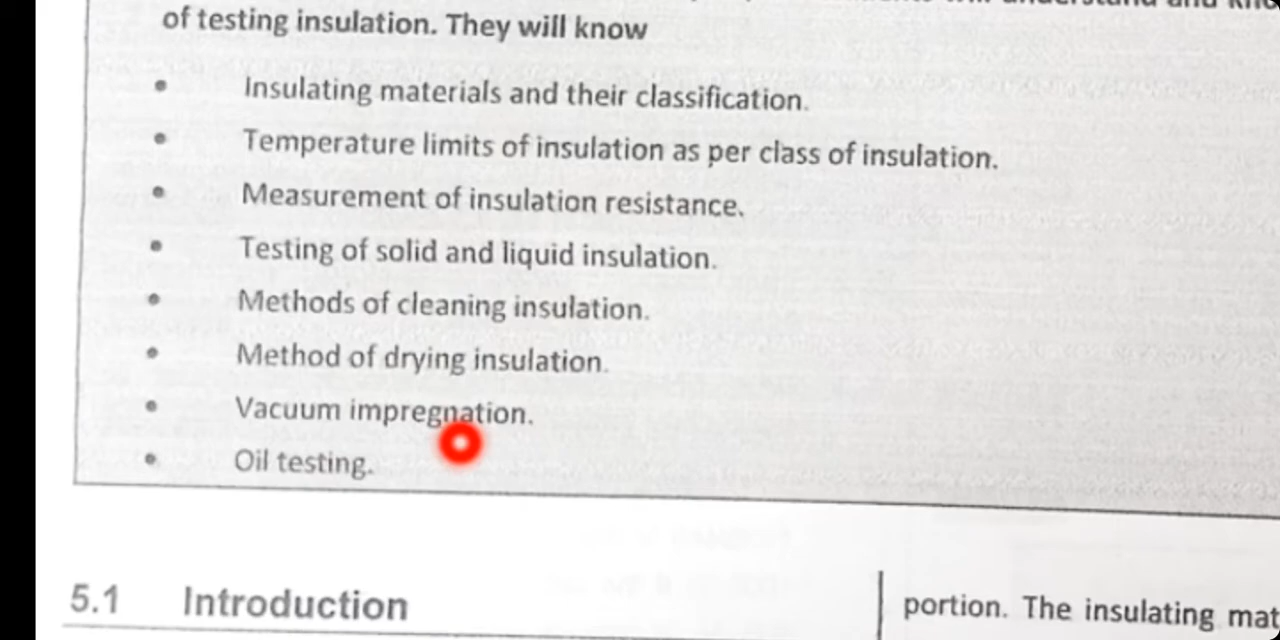 of testing insulation. They will know
• Insulating materials and their classification.
• Temperature limits of insulation as per class of insulation.
• Measurement of insulation resistance.
• Testing of solid and liquid insulation.
• Methods of cleaning insulation.
• Method of drying insulation.
• Vacuum impregnation.
• Oil testing.
5.1 Introduction
portion. The insulating mat